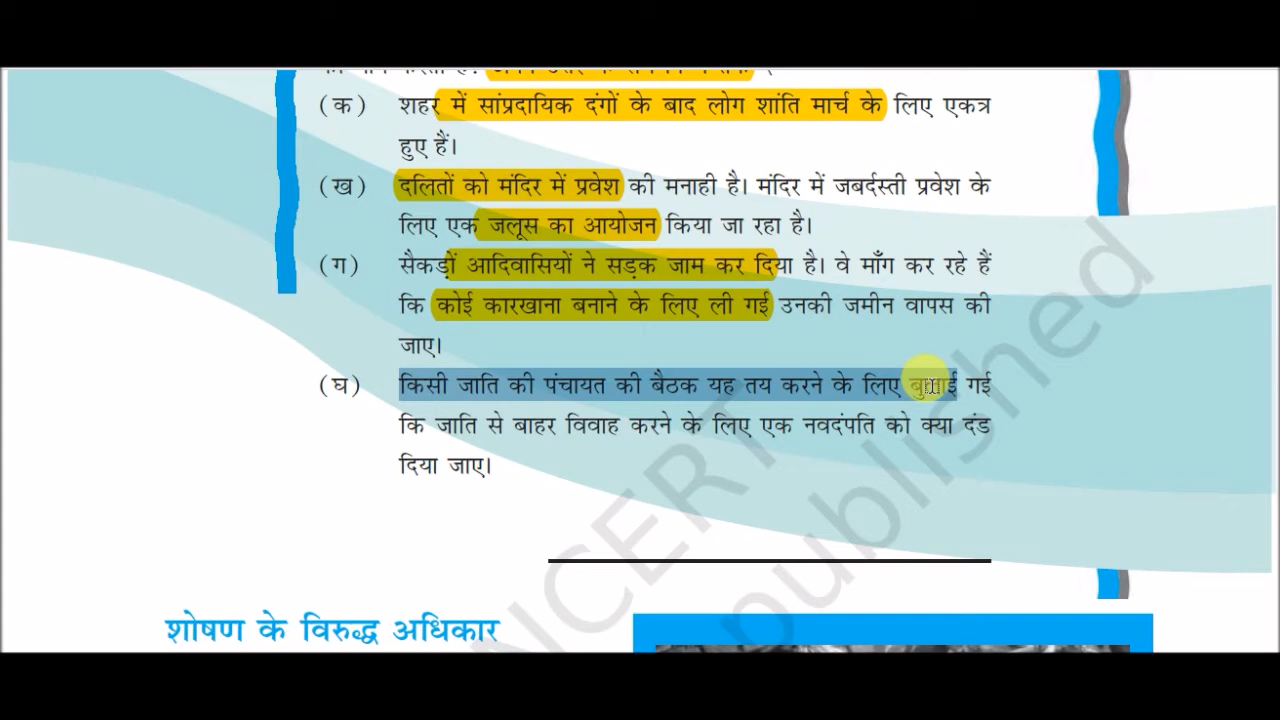 (क) शहर में सांप्रदायिक दंगों के बाद लोग शांति मार्च के लिए एकत्र
हुए हैं।
(ख) दलितों को मंदिर में प्रवेश की मनाही है। मंदिर में जबर्दस्ती प्रवेश के
लिए एक जलूस का आयोजन किया जा रहा है।
(ग) सैकड़ों आदिवासियों ने सड़क जाम कर दिया है। वे माँग कर रहे हैं
कि कोई कारखाना बनाने के लिए ली गई उनकी जमीन वापस की
जाए।
(घ) किसी जाति की पंचायत की बैठक यह तय करने के लिए बुलाई गई
कि जाति से बाहर विवाह करने के लिए एक नवदंपति को क्या दंड
दिया जाए।
NCERT
published
शोषण के विरुद्ध अधिकार